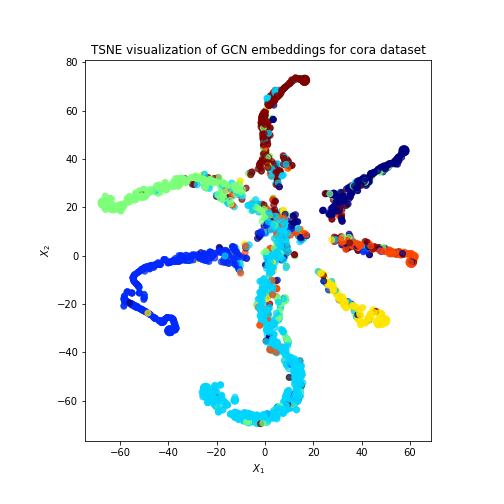 TSNE visualization of GCN embeddings for cora dataset
80
60
40
20
0
−20
−40
−60
X₂
−60 −40 −20 0 20 40 60
X₁